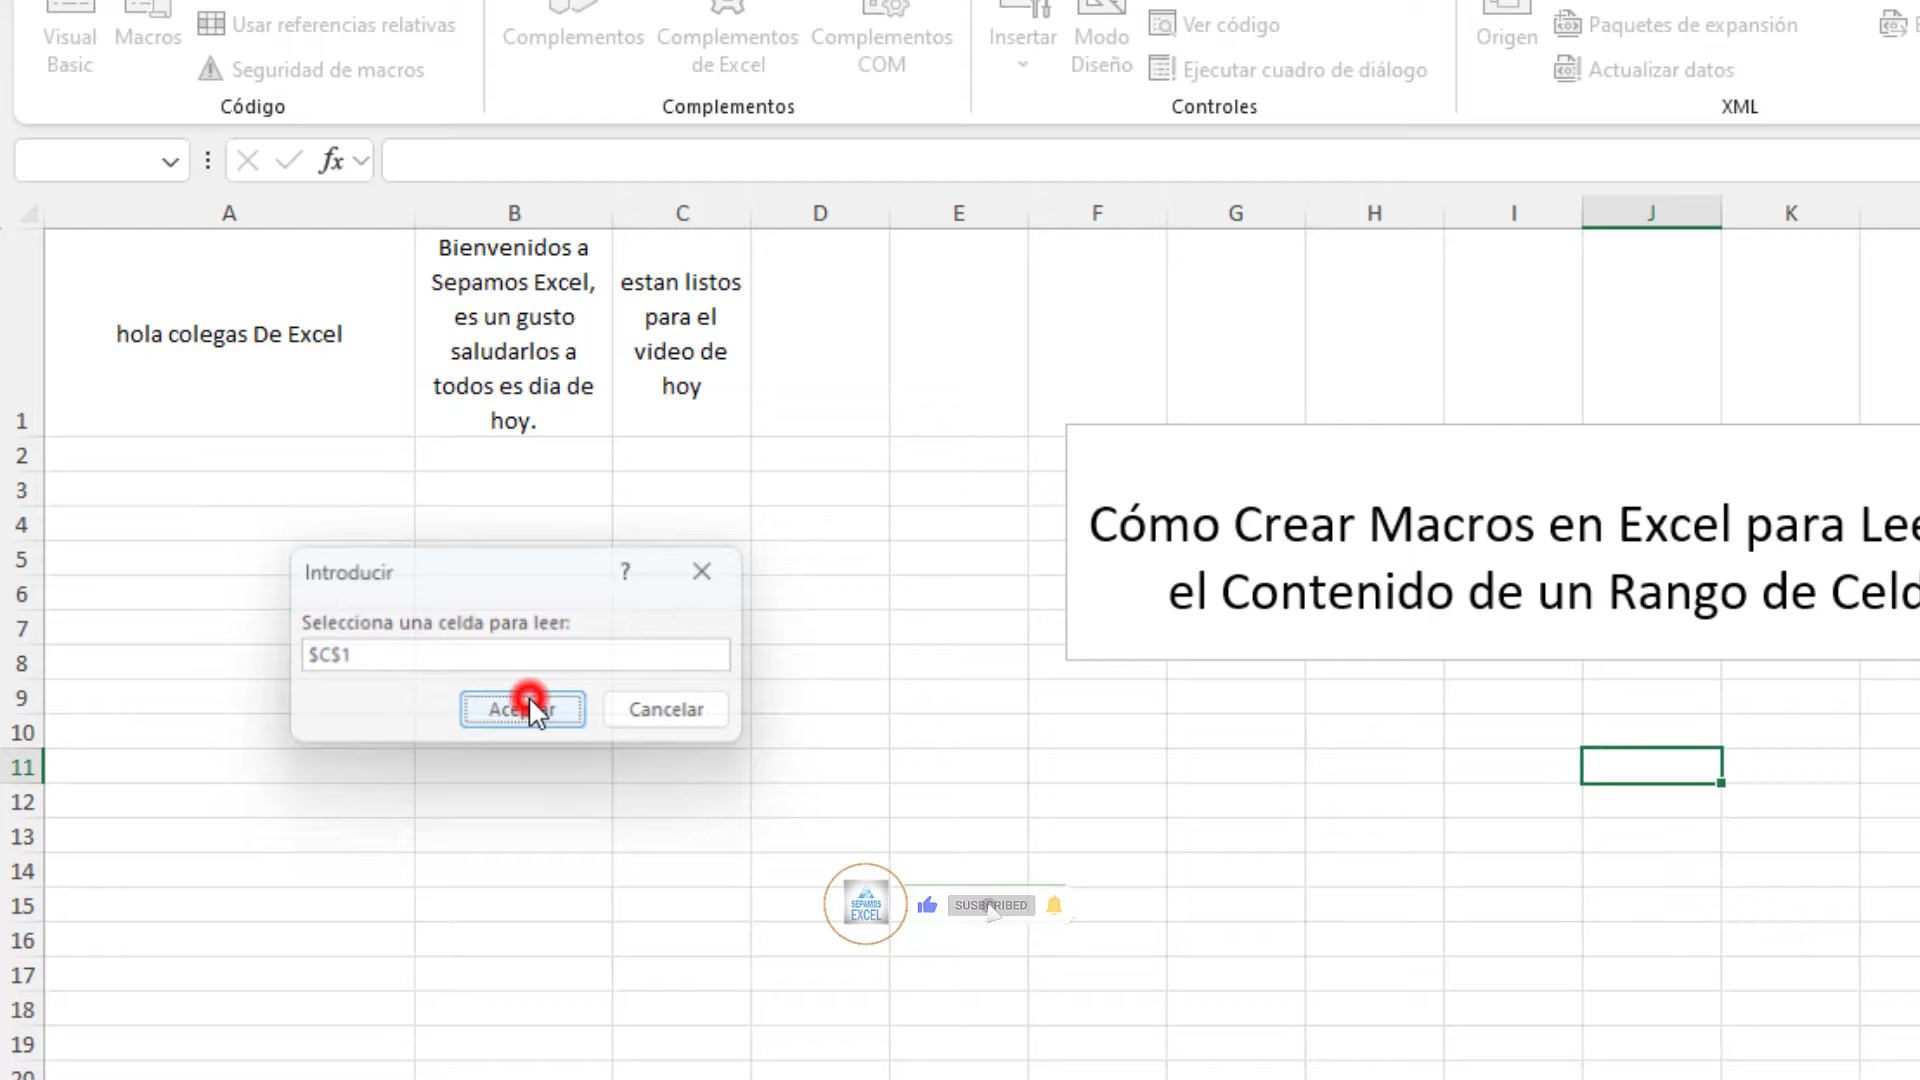 Visual
Basic
Macros
Usar referencias relativas
Seguridad de macros
Código
Complementos
Complementos
de Excel
Complementos
COM
Complementos
Insertar
Modo
Diseño
Ver código
Ejecutar cuadro de diálogo
Controles
Origen
Paquetes de expansión
Actualizar datos
XML
fx
A B C D E F G H I J K
hola colegas De Excel
Bienvenidos a
Sepamos Excel,
es un gusto
saludarlos a
todos es dia de
hoy.
estan listos
para el
video de
hoy
1
2
3
4
5
6
7
8
9
10
11
12
13
14
15
16
17
18
19
20
Cómo Crear Macros en Excel para Lee
el Contenido de un Rango de Celd
Introducir
?
Selecciona una celda para leer:
$C$1
Aceptar
Cancelar
SEPAMOS
EXCEL
SUSBCRIBED